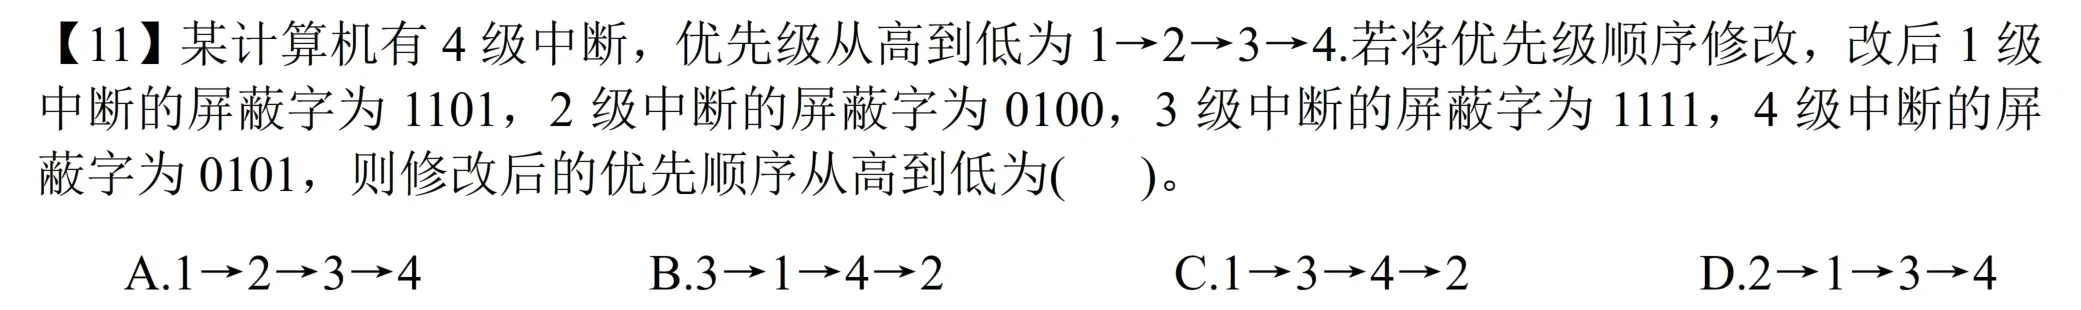 【11】某计算机有 4 级中断，优先级从高到低为 1→2→3→4.若将优先级顺序修改，改后 1 级
中断的屏蔽字为 1101，2 级中断的屏蔽字为 0100，3 级中断的屏蔽字为 1111，4 级中断的屏
蔽字为 0101，则修改后的优先顺序从高到低为( )。
A.1→2→3→4 B.3→1→4→2 C.1→3→4→2 D.2→1→3→4